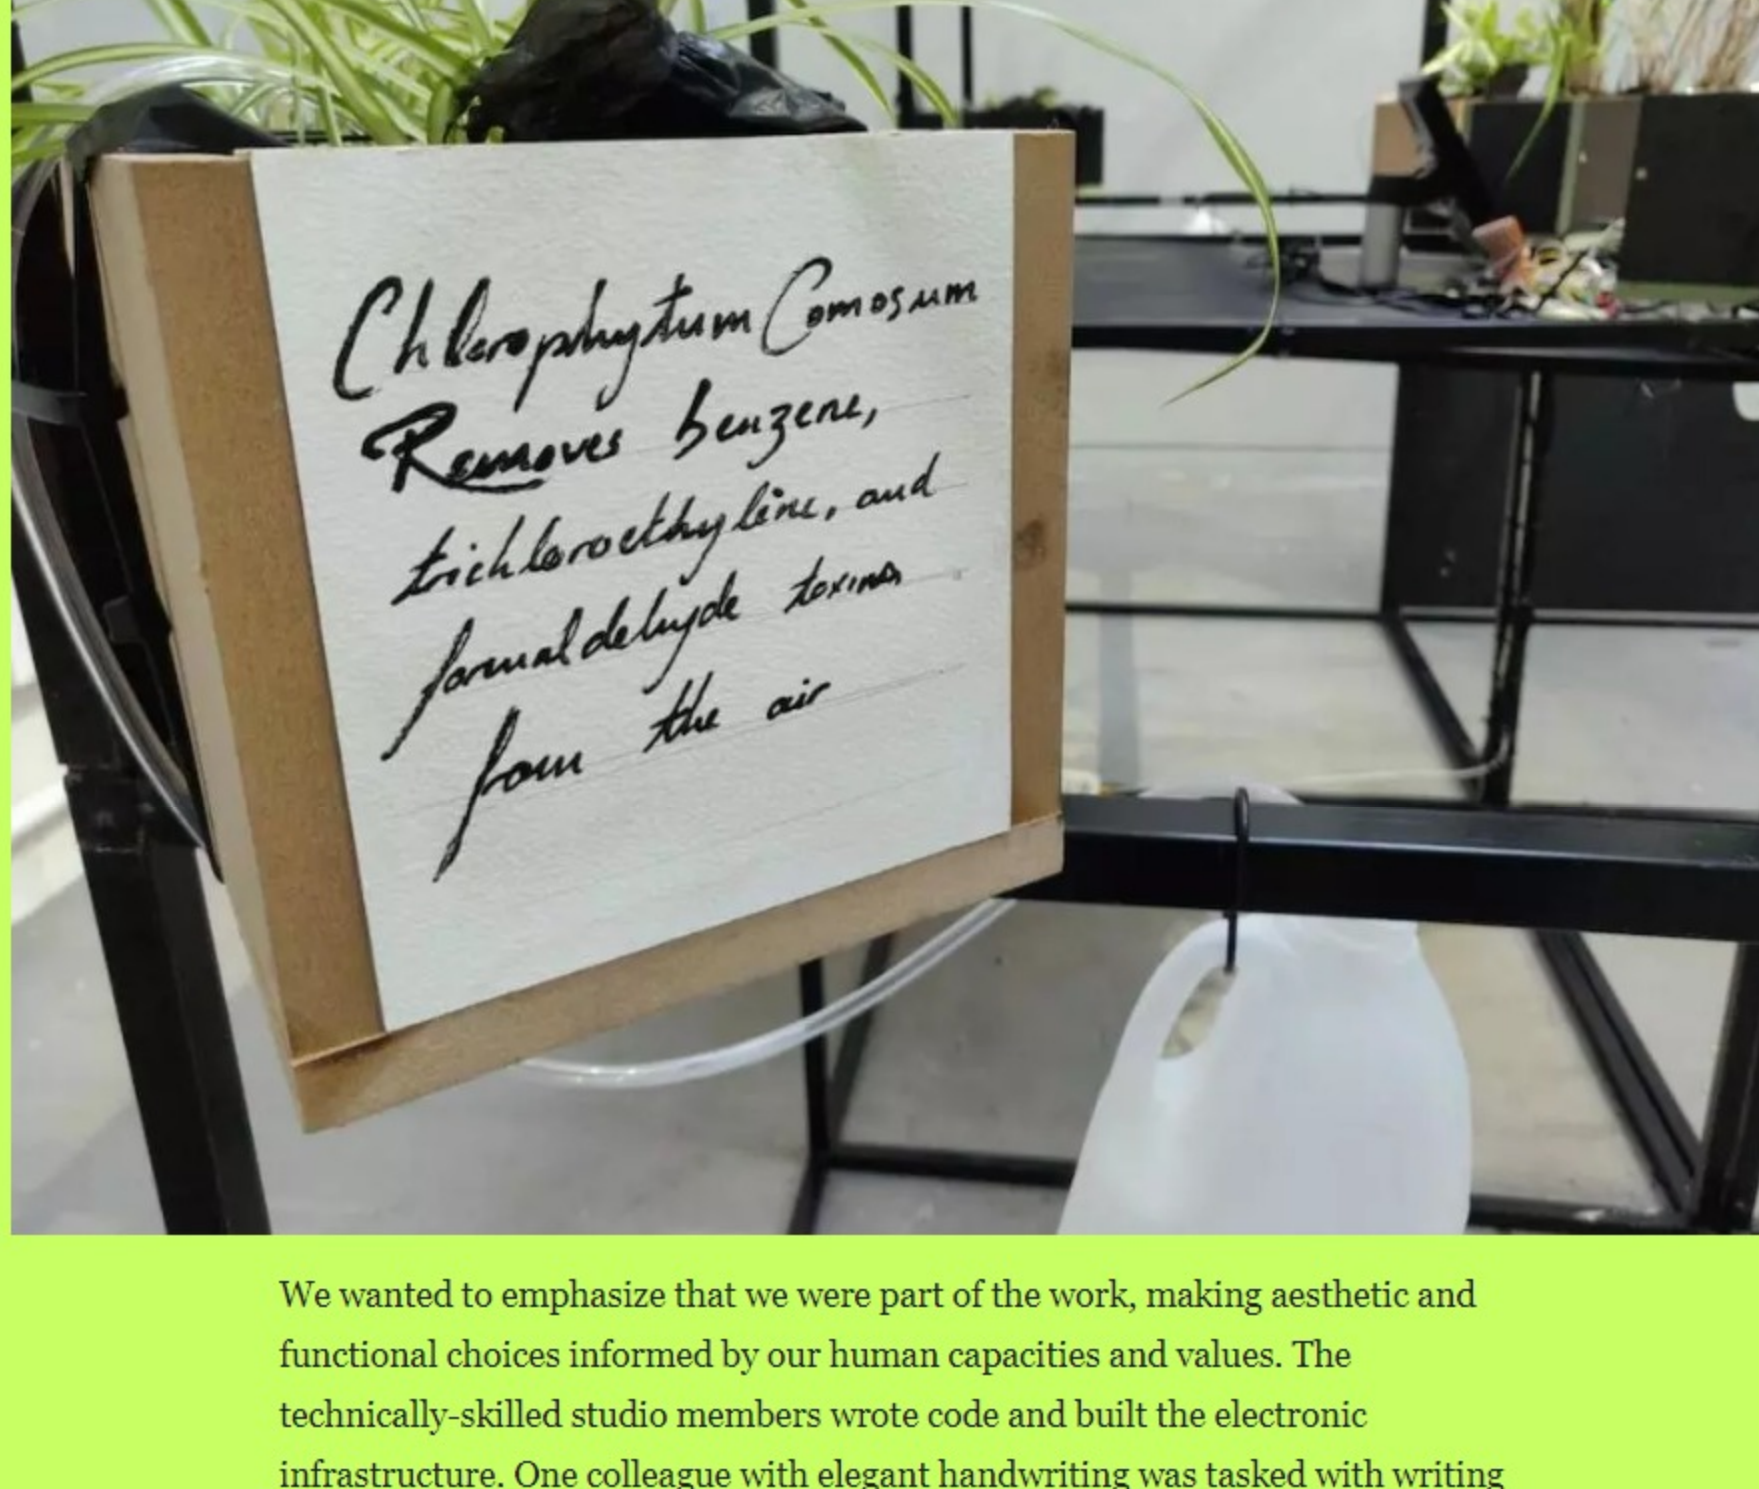 Chlorophytum Comosum
Removes benzene,
trichloroethyline, and
formaldehyde toxins
from the air
We wanted to emphasize that we were part of the work, making aesthetic and
functional choices informed by our human capacities and values. The
technically-skilled studio members wrote code and built the electronic
infrastructure. One colleague with elegant handwriting was tasked with writing